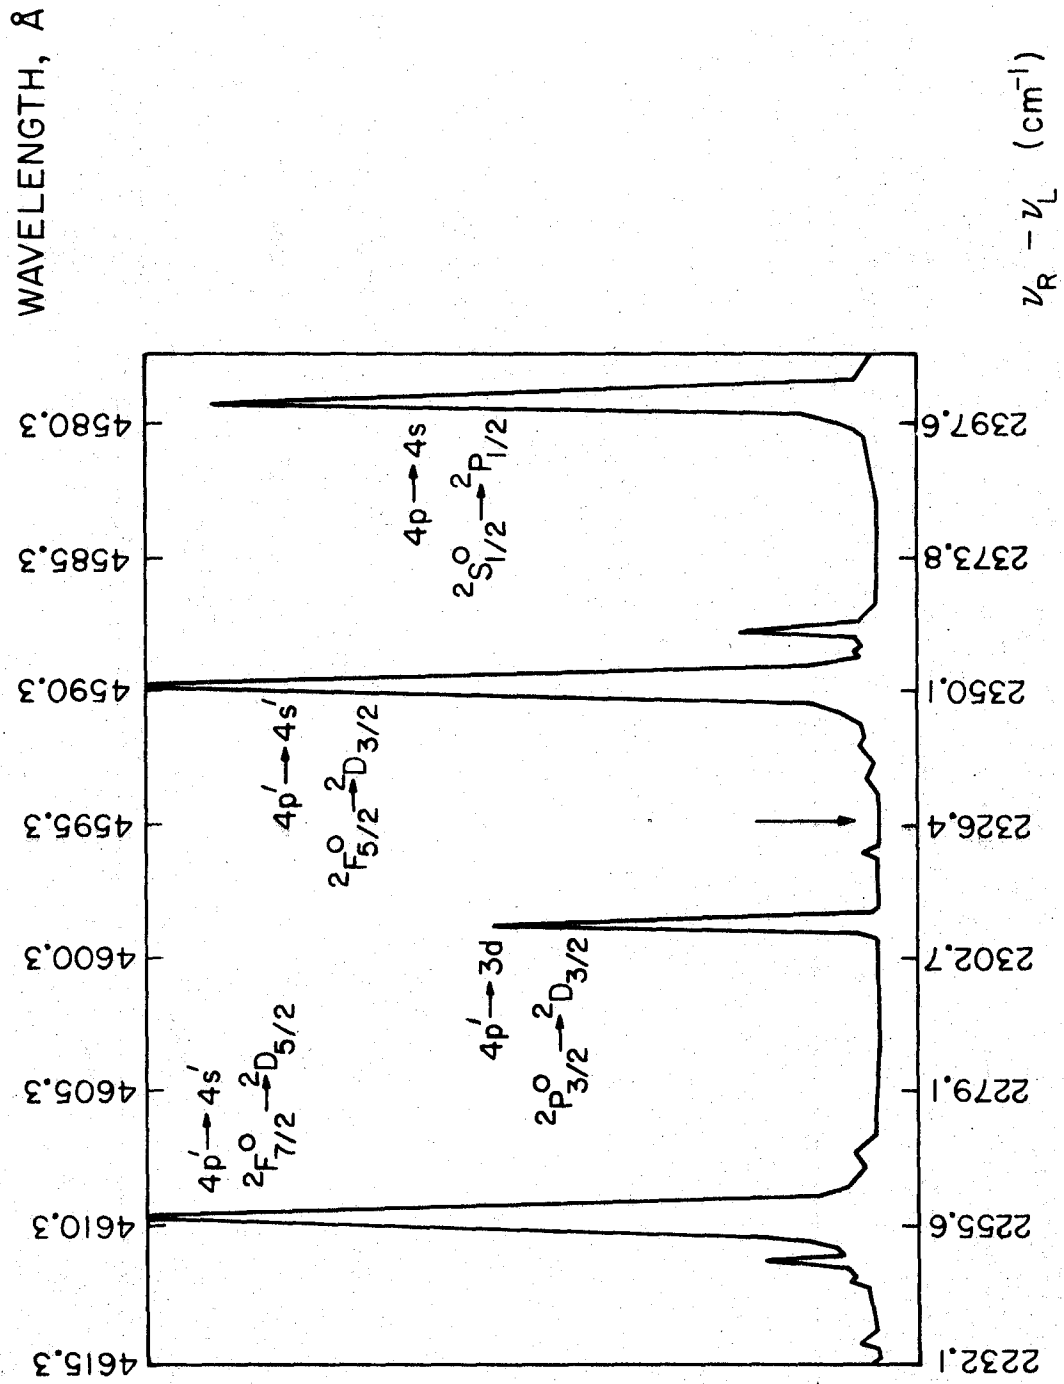 WAVELENGTH, Å
4615.3 4610.3 4605.3 4600.3 4595.3 4590.3 4585.3 4580.3
4p′→4s′
²F°7/2→²D5/2
4p′→4s′
²F°5/2→²D3/2
4p→4s
²S°1/2→²P1/2
4p′→3d
²P°3/2→²D3/2
2232.1 2255.6 2279.1 2302.7 2326.4 2350.1 2373.8 2397.6
νR − νL (cm⁻¹)